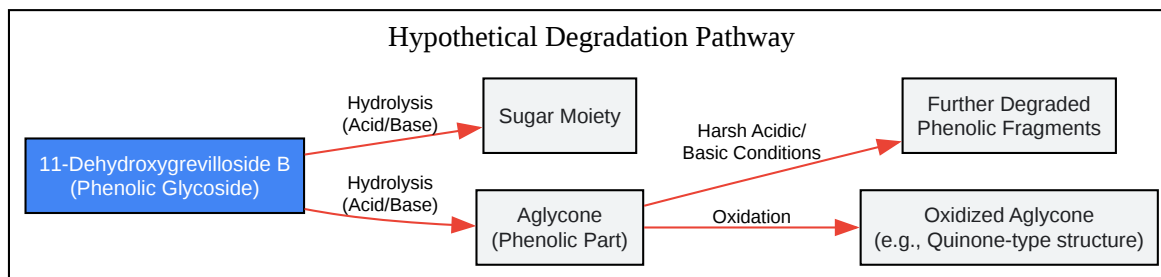 Hypothetical Degradation Pathway
11-Dehydroxygrevilloside B
(Phenolic Glycoside)
Hydrolysis
(Acid/Base)
Sugar Moiety
Hydrolysis
(Acid/Base)
Aglycone
(Phenolic Part)
Harsh Acidic/
Basic Conditions
Further Degraded
Phenolic Fragments
Oxidation
Oxidized Aglycone
(e.g., Quinone-type structure)